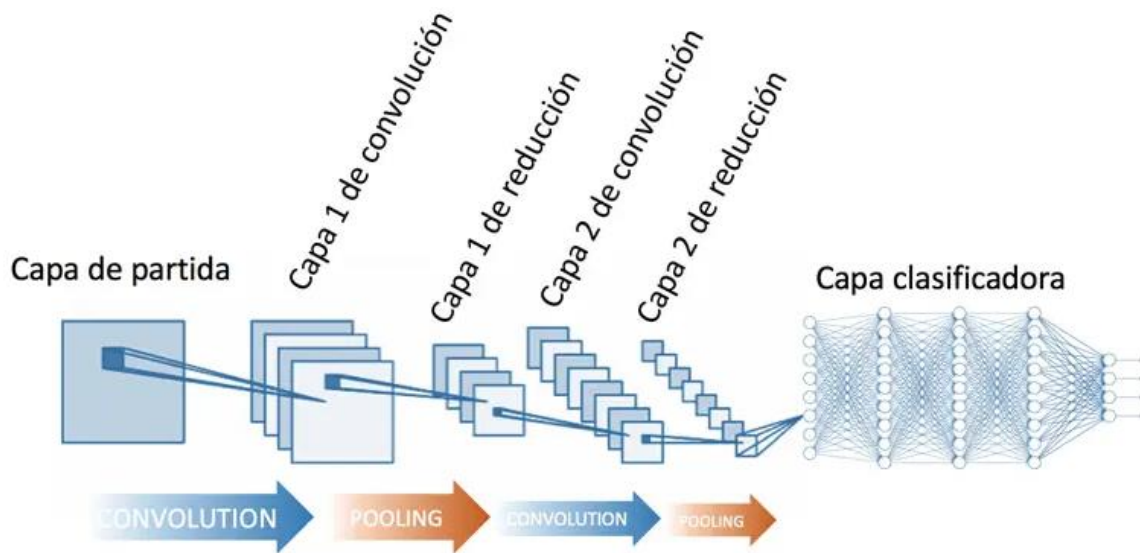 Capa de partida
Capa 1 de convolución
Capa 1 de reducción
Capa 2 de convolución
Capa 2 de reducción
Capa clasificadora
CONVOLUTION
POOLING
CONVOLUTION
POOLING